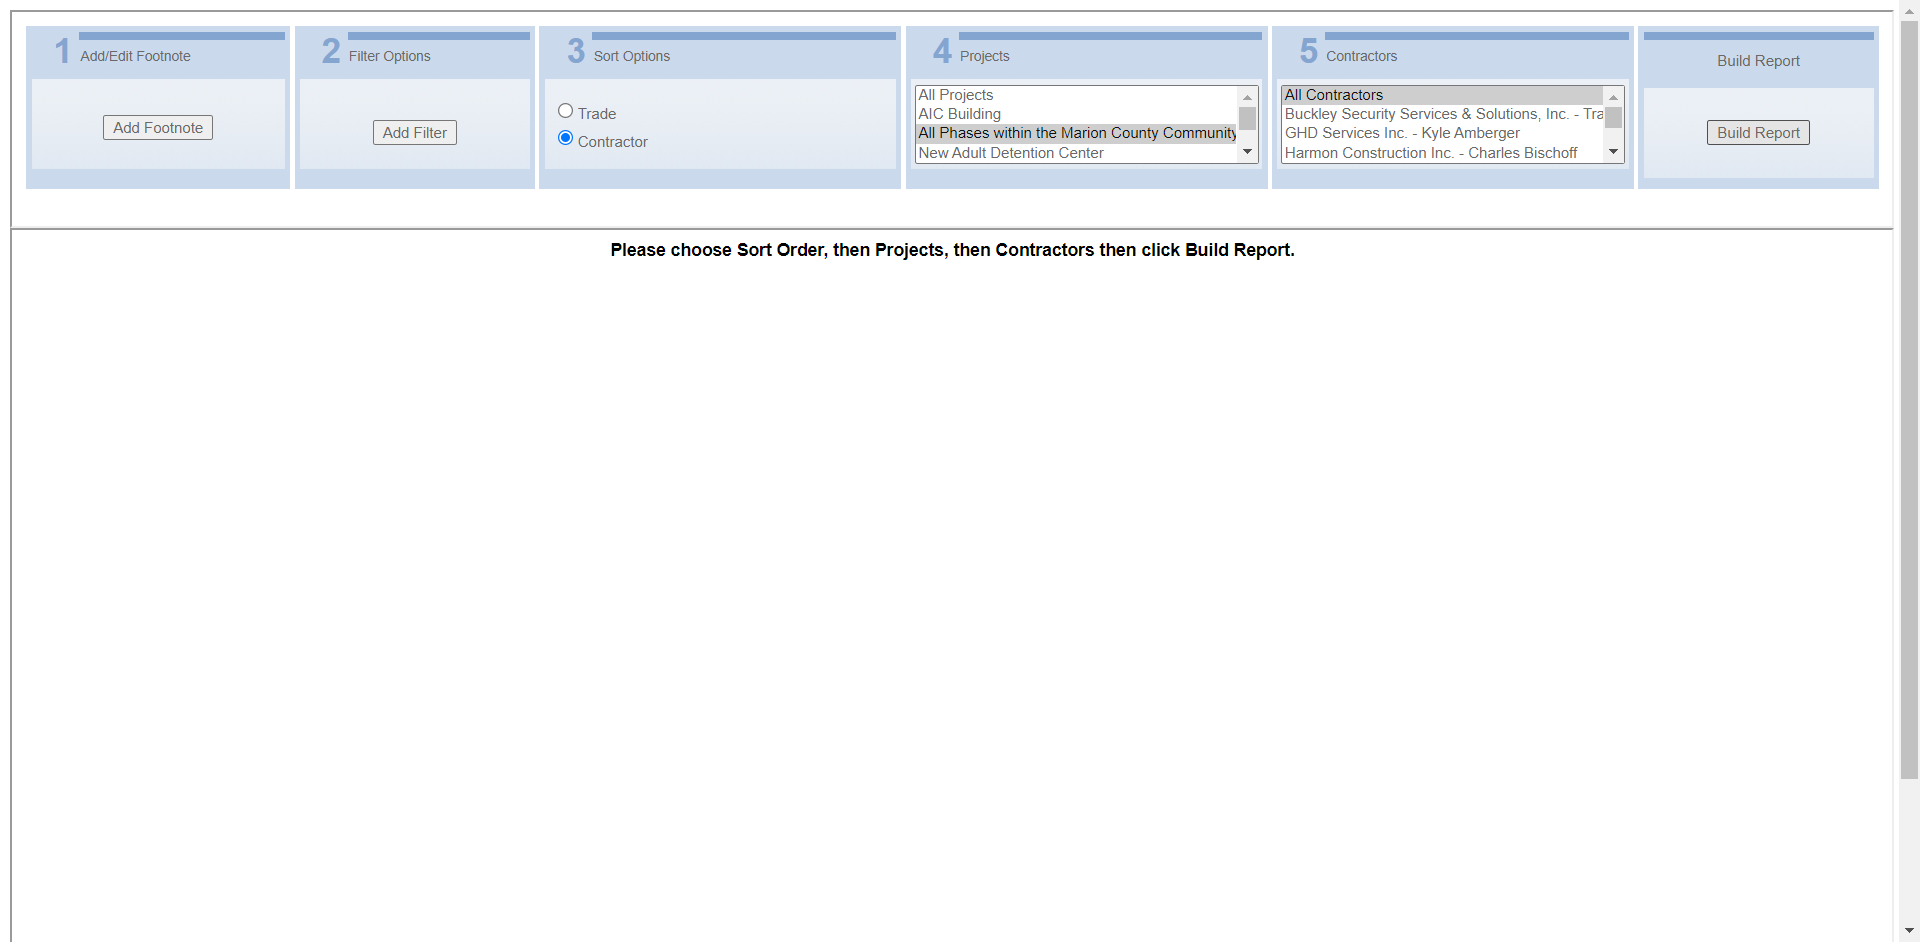 1 Add/Edit Footnote
Add Footnote
2 Filter Options
Add Filter
3 Sort Options
Trade
Contractor
4 Projects
All Projects
AIC Building
All Phases within the Marion County Community
New Adult Detention Center
5 Contractors
All Contractors
Buckley Security Services & Solutions, Inc. - Tra
GHD Services Inc. - Kyle Amberger
Harmon Construction Inc. - Charles Bischoff
Build Report
Build Report
Please choose Sort Order, then Projects, then Contractors then click Build Report.